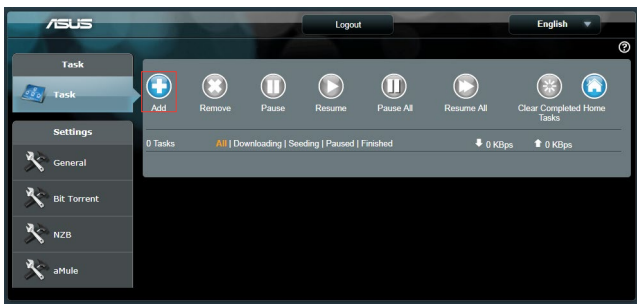 ASUS
Logout
English
?
Task
Task
Settings
General
Bit Torrent
NZB
aMule
Add
Remove
Pause
Resume
Pause All
Resume All
Clear Completed
Tasks
Home
0 Tasks
All | Downloading | Seeding | Paused | Finished
0 KBps
0 KBps